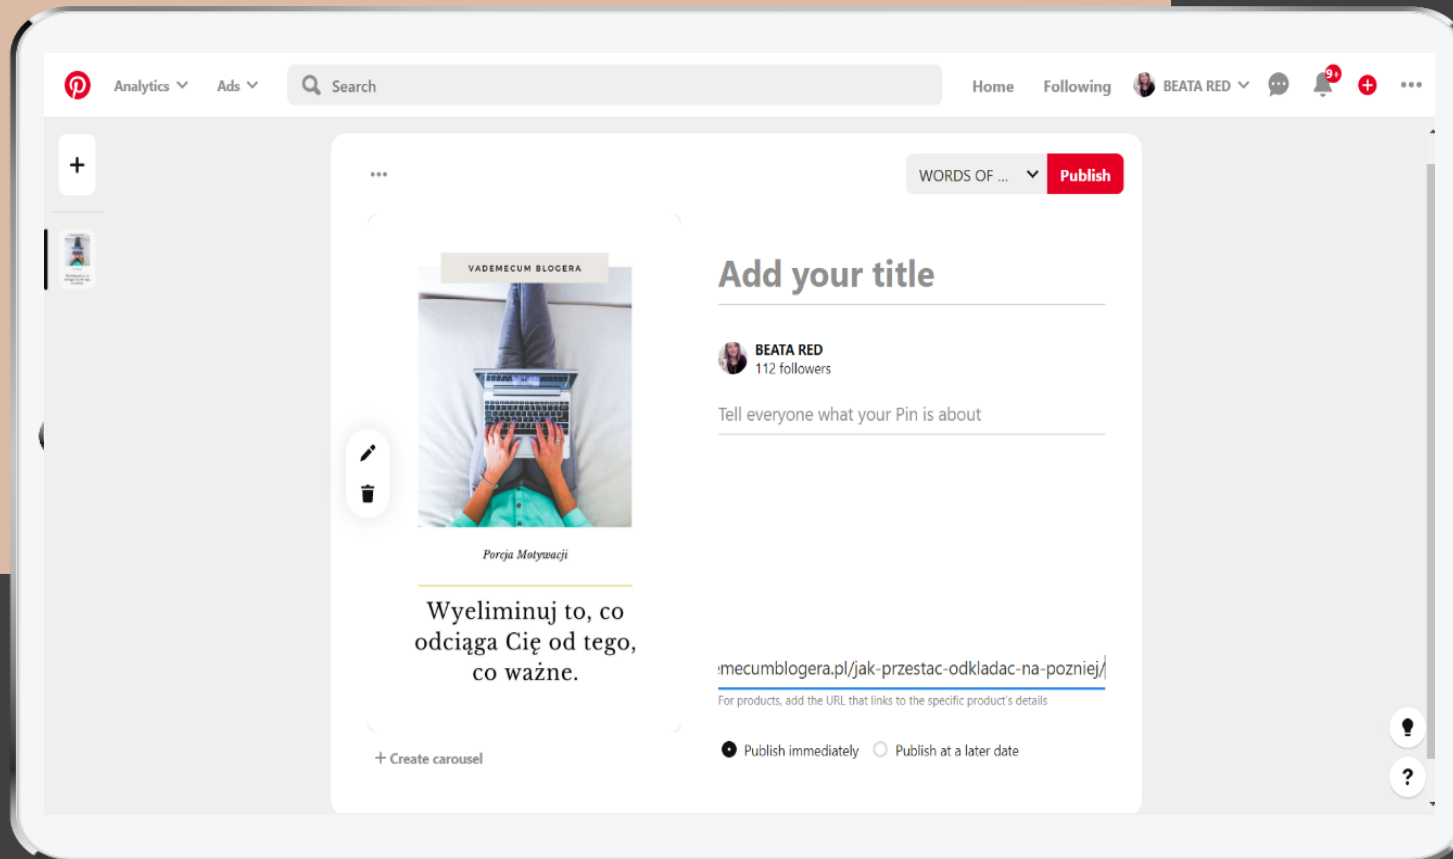 Analytics
Ads
Search
Home
Following
BEATA RED
9+
WORDS OF ...
Publish
VADEMECUM BLOGERA
Porcja Motywacji
Wyeliminuj to, co
odciąga Cię od tego,
co ważne.
+ Create carousel
Add your title
BEATA RED
112 followers
Tell everyone what your Pin is about
mecumblogera.pl/jak-przestac-odkladac-na-pozniej/
For products, add the URL that links to the specific product's details
Publish immediately
Publish at a later date
?